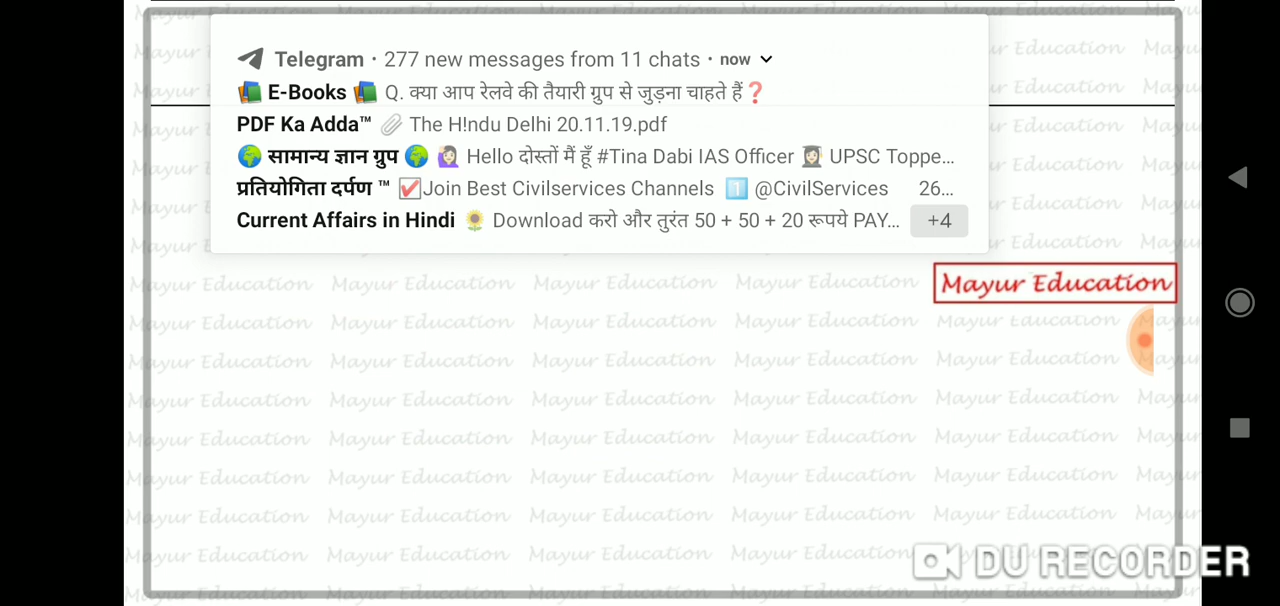 Telegram · 277 new messages from 11 chats · now
📚 E-Books 📚 Q. क्या आप रेलवे की तैयारी ग्रुप से जुड़ना चाहते हैं❓
PDF Ka Adda™ 📎 The H!ndu Delhi 20.11.19.pdf
🌍 सामान्य ज्ञान ग्रुप 🌍 🙋🏻‍♀️ Hello दोस्तों मैं हूँ #Tina Dabi IAS Officer 👩🏻‍🎓 UPSC Toppe...
प्रतियोगिता दर्पण ™ ✔️Join Best Civilservices Channels 1️⃣ @CivilServices 26...
Current Affairs in Hindi 🌻 Download करो और तुरंत 50 + 50 + 20 रूपये PAY... +4
Mayur Education
DU RECORDER